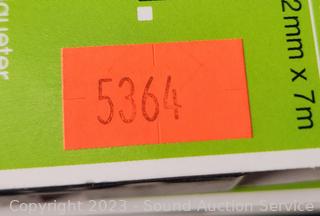 2mm x 7m
5364
Copyright 2023 - Sound Auction Service